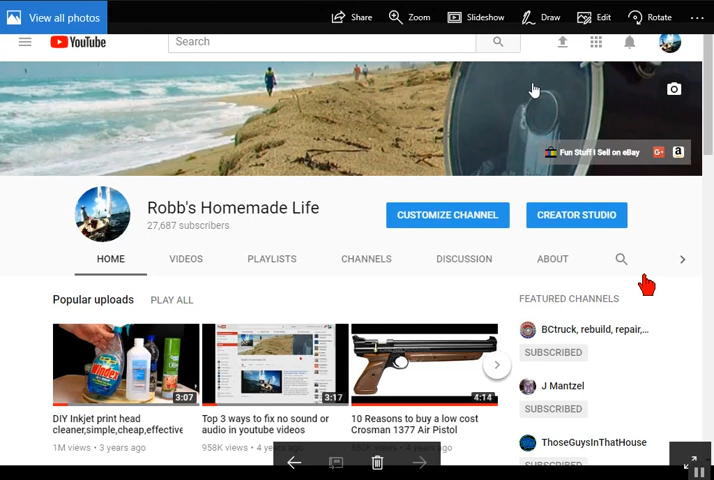 View all photos
Share
Zoom
Slideshow
Draw
Edit
Rotate
YouTube
Search
Fun Stuff I Sell on eBay
G+
a
Robb's Homemade Life
27,687 subscribers
CUSTOMIZE CHANNEL
CREATOR STUDIO
HOME
VIDEOS
PLAYLISTS
CHANNELS
DISCUSSION
ABOUT
Popular uploads
PLAY ALL
FEATURED CHANNELS
Windex
3:07
3:17
4:14
DIY Inkjet print head
cleaner,simple,cheap,effective
1M views • 3 years ago
Top 3 ways to fix no sound or
audio in youtube videos
958K views • 4
10 Reasons to buy a low cost
Crosman 1377 Air Pistol
BCtruck, rebuild, repair,...
SUBSCRIBED
J Mantzel
SUBSCRIBED
ThoseGuysInThatHouse
SUBSCRIBED